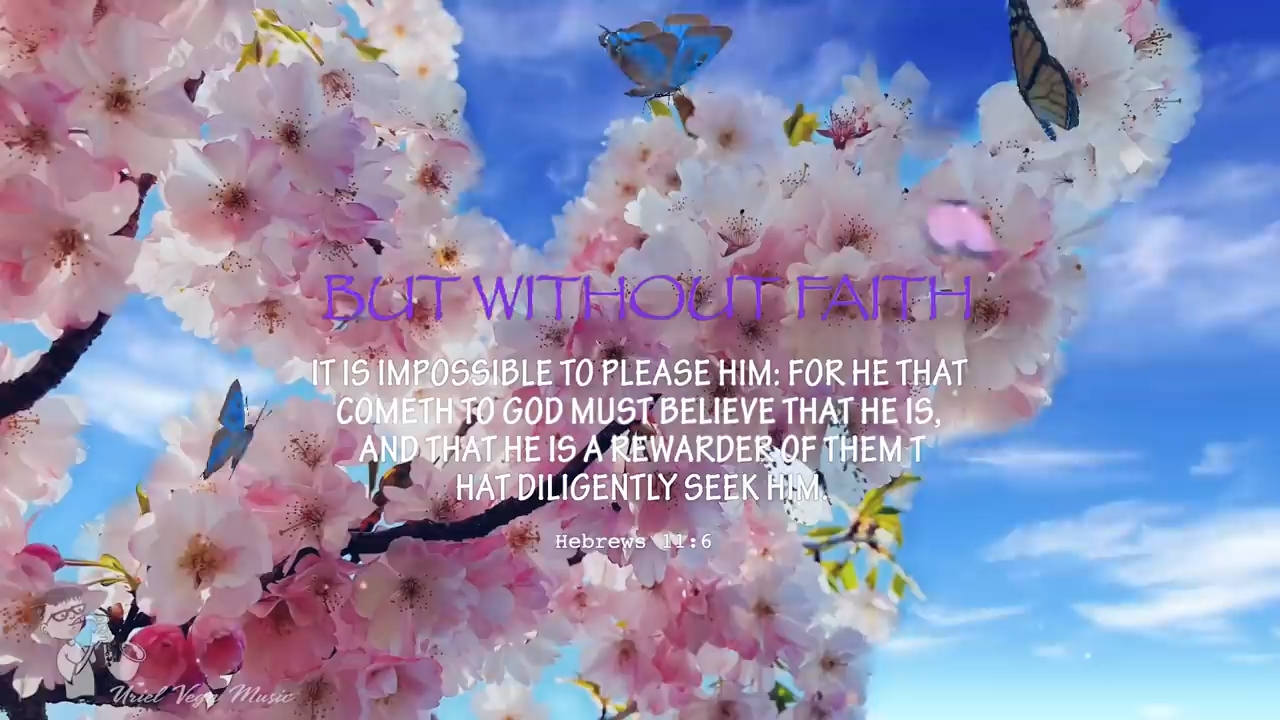 BUT WITHOUT FAITH
IT IS IMPOSSIBLE TO PLEASE HIM: FOR HE THAT
COMETH TO GOD MUST BELIEVE THAT HE IS,
AND THAT HE IS A REWARDER OF THEM T
HAT DILIGENTLY SEEK HIM.
Hebrews 11:6
Uriel Vega Music